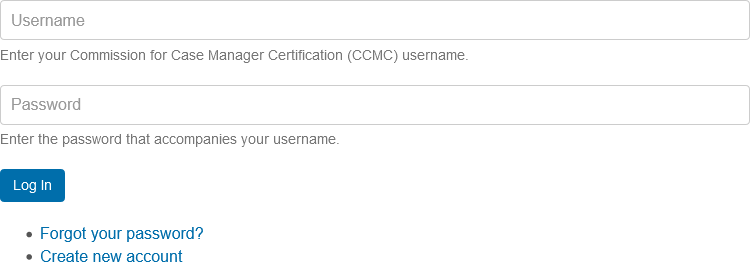 Username
Enter your Commission for Case Manager Certification (CCMC) username.
Password
Enter the password that accompanies your username.
Log In
Forgot your password?
Create new account